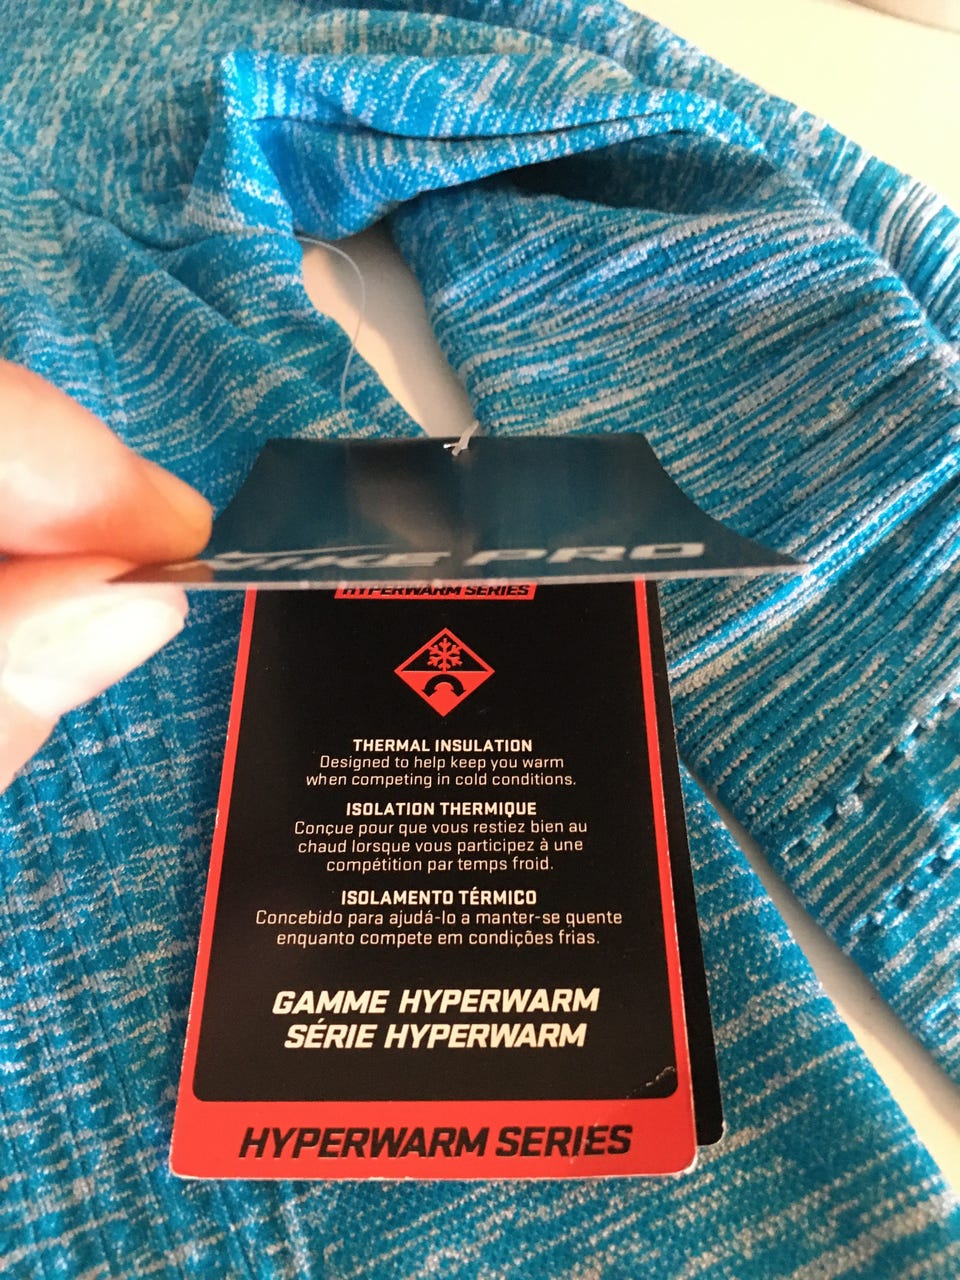 NIKE PRO
HYPERWARM SERIES
THERMAL INSULATION
Designed to help keep you warm
when competing in cold conditions.
ISOLATION THERMIQUE
Conçue pour que vous restiez bien au
chaud lorsque vous participez à une
compétition par temps froid.
ISOLAMENTO TÉRMICO
Concebido para ajudá-lo a manter-se quente
enquanto compete em condições frias.
GAMME HYPERWARM
SÉRIE HYPERWARM
HYPERWARM SERIES